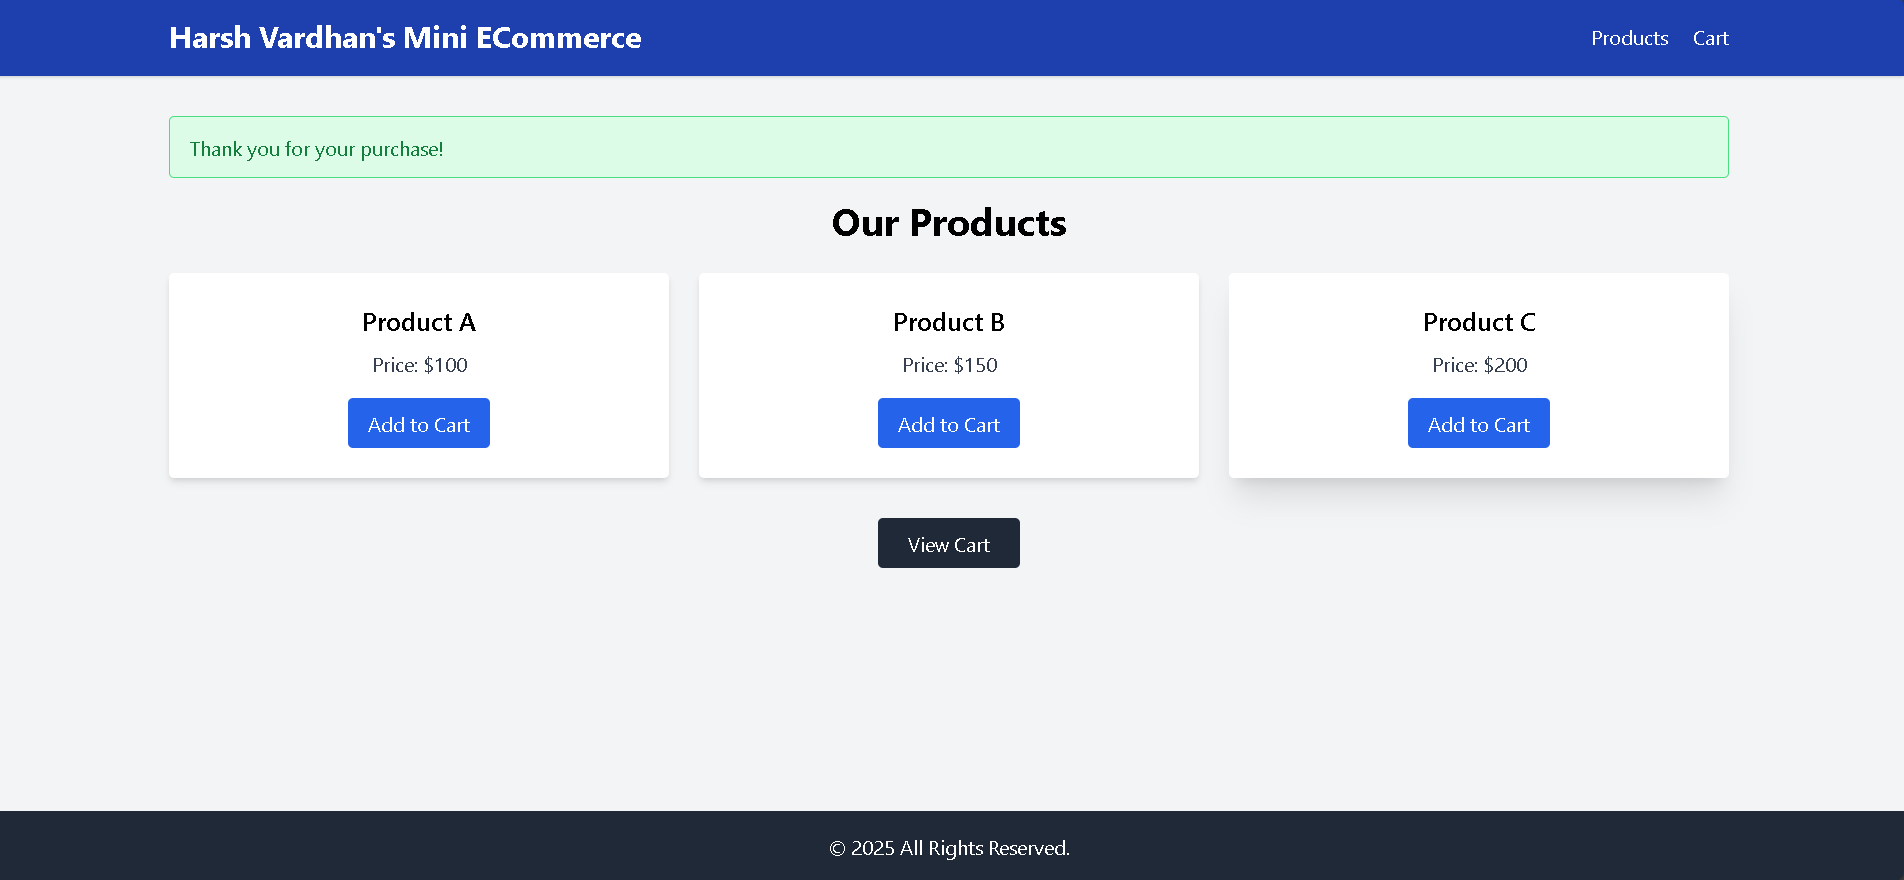 Harsh Vardhan's Mini ECommerce
Products
Cart
Thank you for your purchase!
Our Products
Product A
Price: $100
Add to Cart
Product B
Price: $150
Add to Cart
Product C
Price: $200
Add to Cart
View Cart
© 2025 All Rights Reserved.